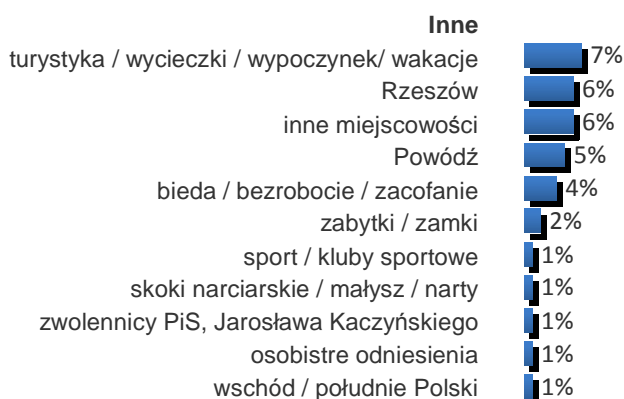 Inne
turystyka / wycieczki / wypoczynek/ wakacje 7%
Rzeszów 6%
inne miejscowości 6%
Powódź 5%
bieda / bezrobocie / zacofanie 4%
zabytki / zamki 2%
sport / kluby sportowe 1%
skoki narciarskie / małysz / narty 1%
zwolennicy PiS, Jarosława Kaczyńskiego 1%
osobistre odniesienia 1%
wschód / południe Polski 1%